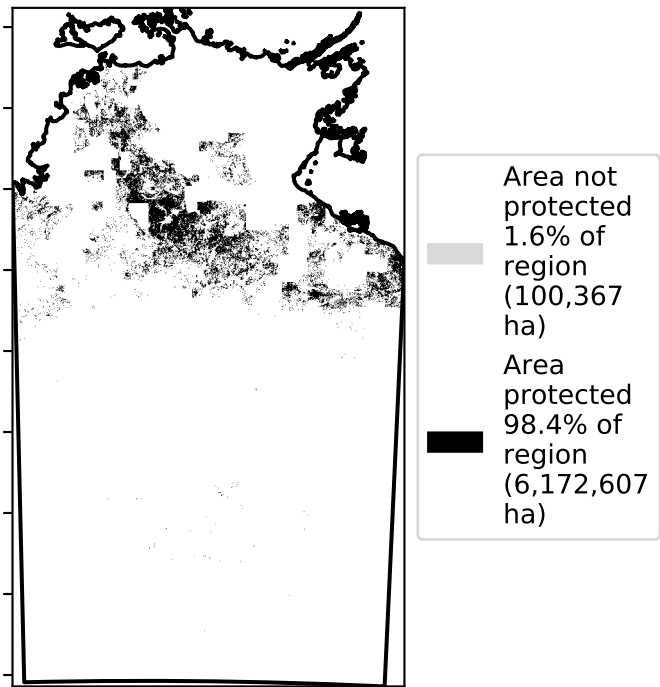 Area not
protected
1.6% of
region
(100,367
ha)
Area
protected
98.4% of
region
(6,172,607
ha)